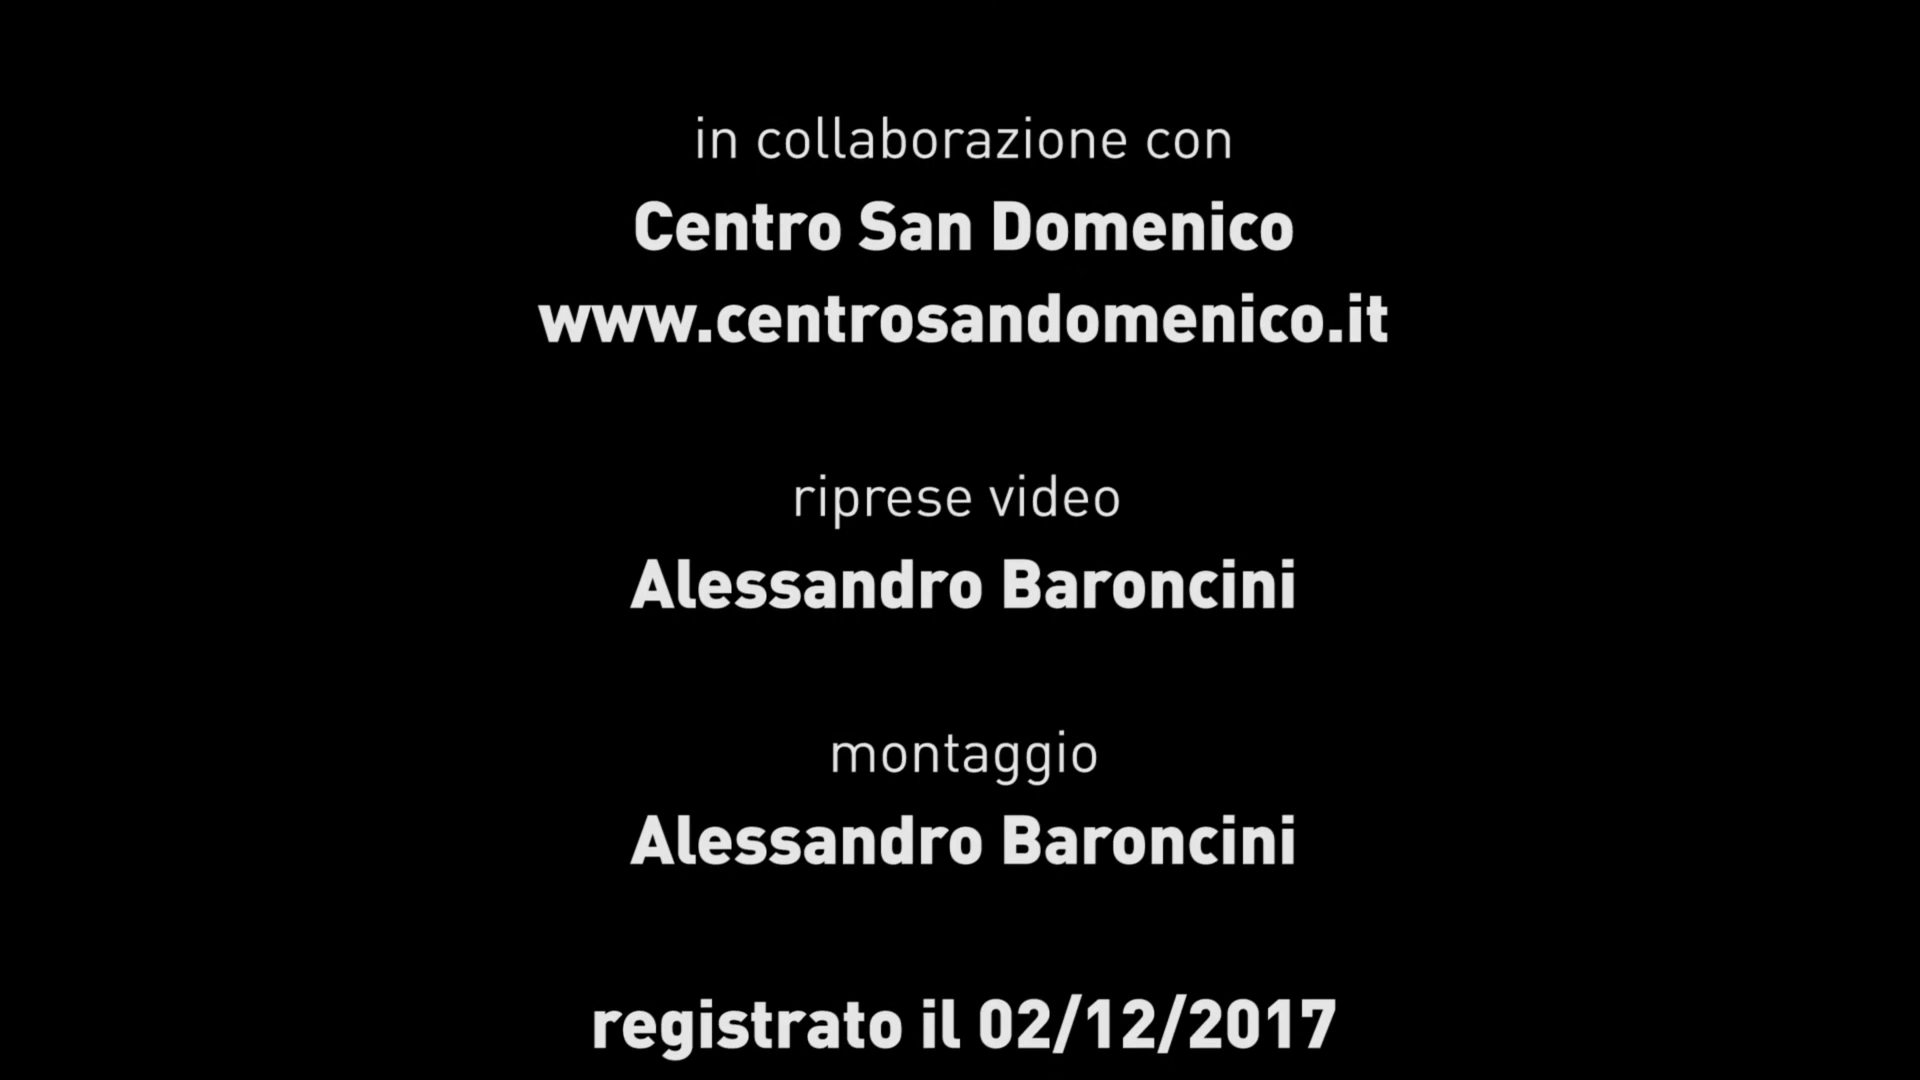 in collaborazione con
Centro San Domenico
www.centrosandomenico.it
riprese video
Alessandro Baroncini
montaggio
Alessandro Baroncini
registrato il 02/12/2017